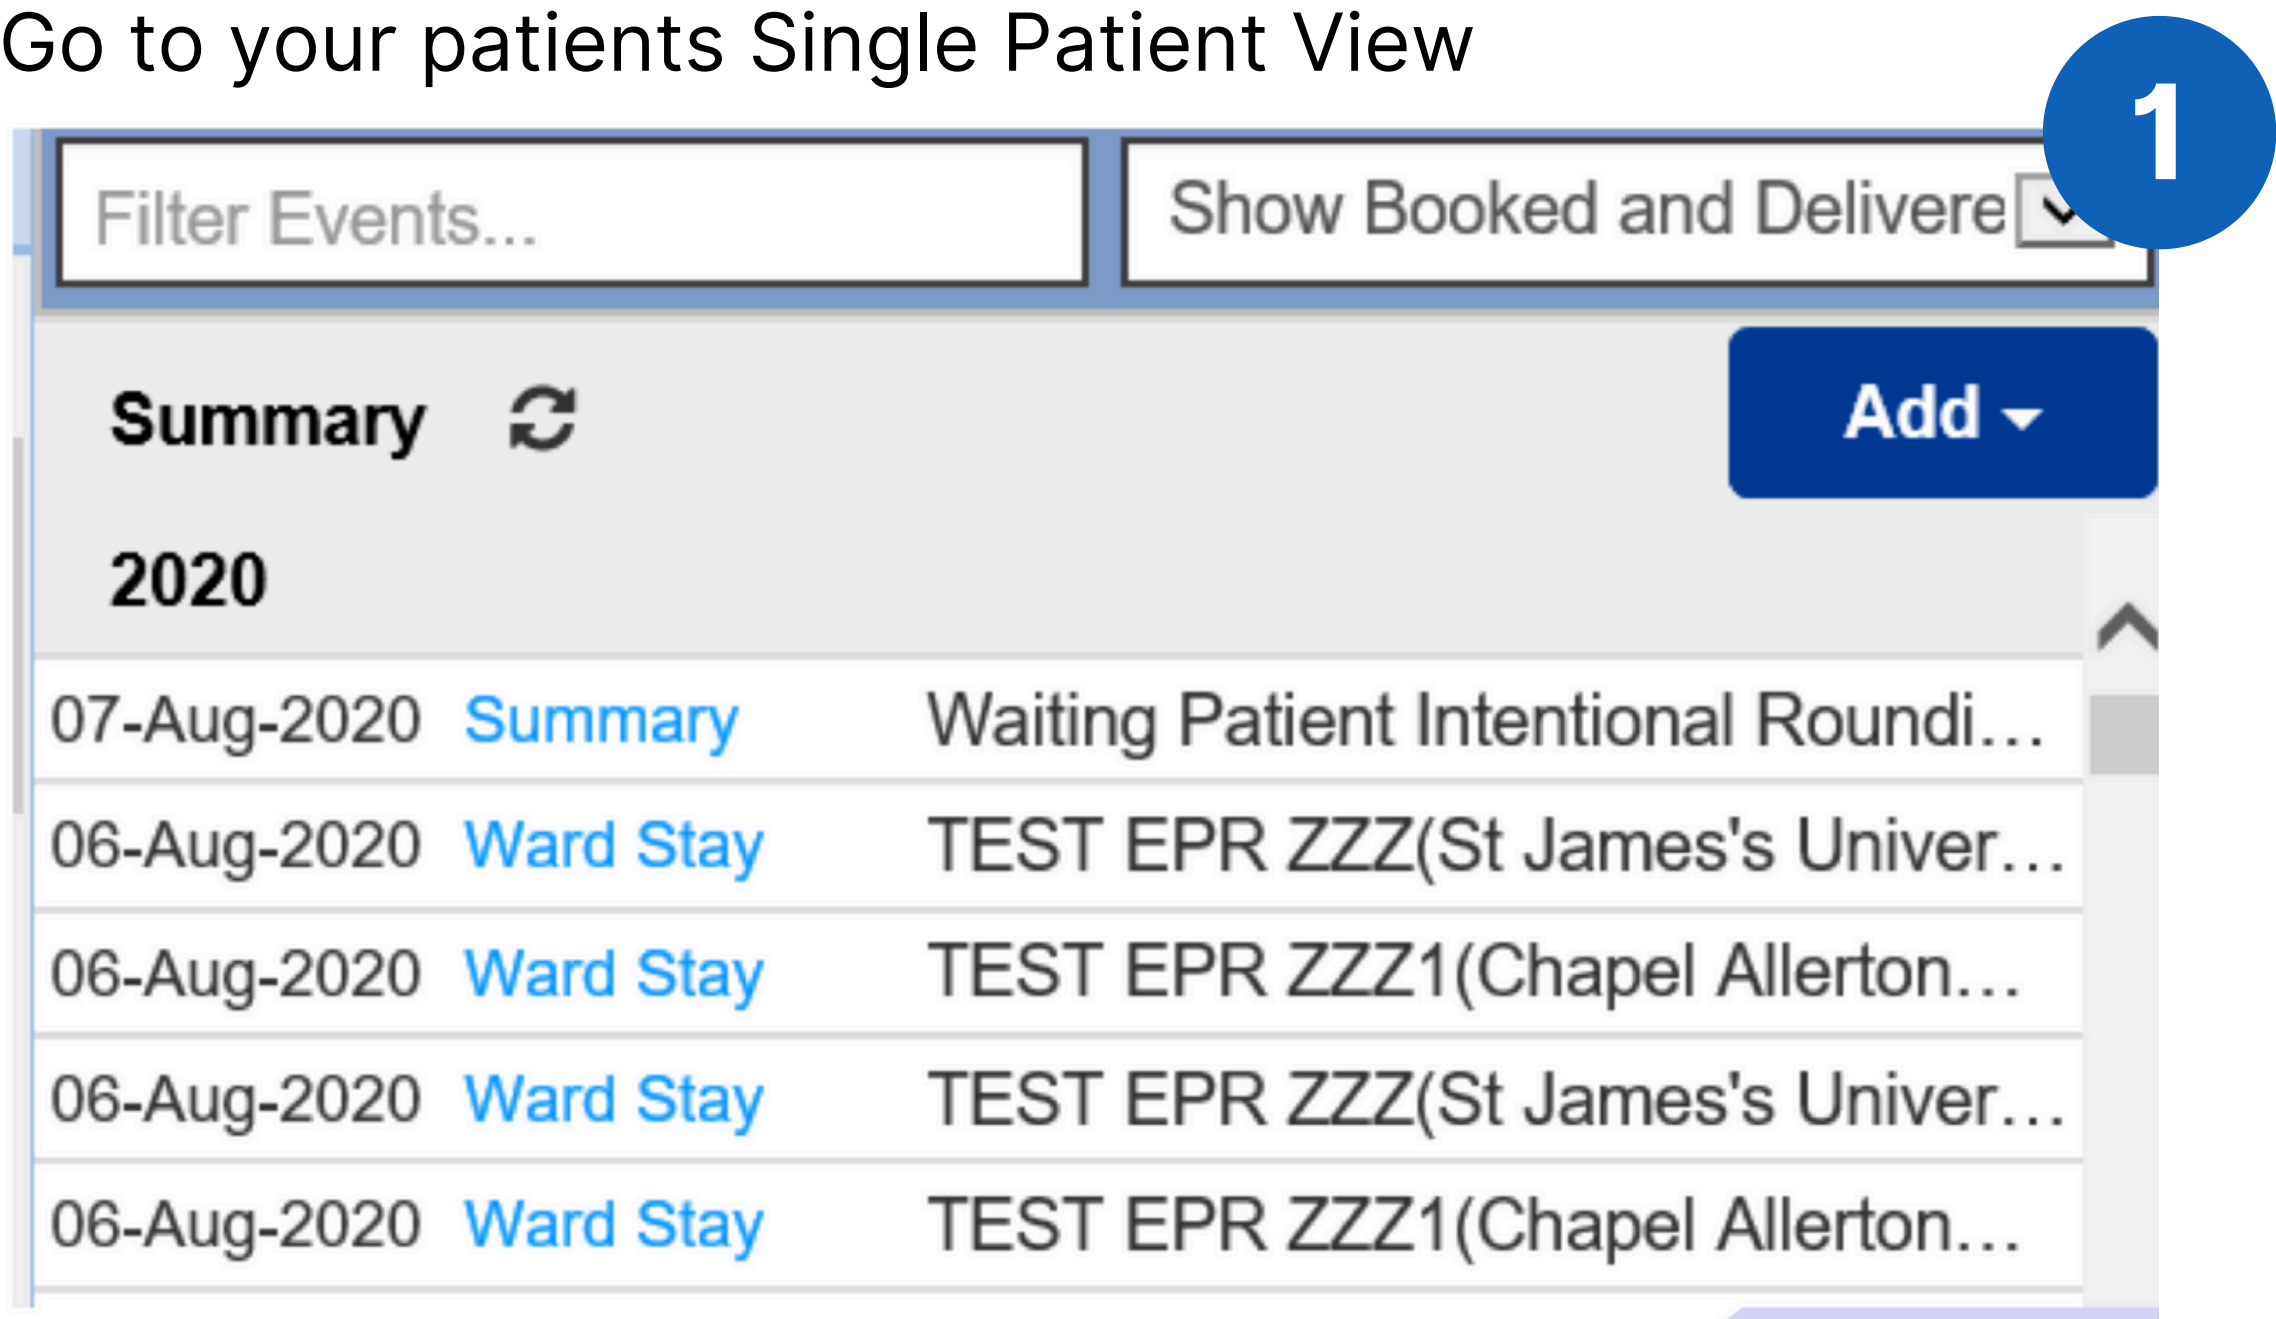 Go to your patients Single Patient View
1
Filter Events...
Show Booked and Delivere
Summary
Add
2020
07-Aug-2020 Summary Waiting Patient Intentional Roundi...
06-Aug-2020 Ward Stay TEST EPR ZZZ(St James's Univer...
06-Aug-2020 Ward Stay TEST EPR ZZZ1(Chapel Allerton...
06-Aug-2020 Ward Stay TEST EPR ZZZ(St James's Univer...
06-Aug-2020 Ward Stay TEST EPR ZZZ1(Chapel Allerton...